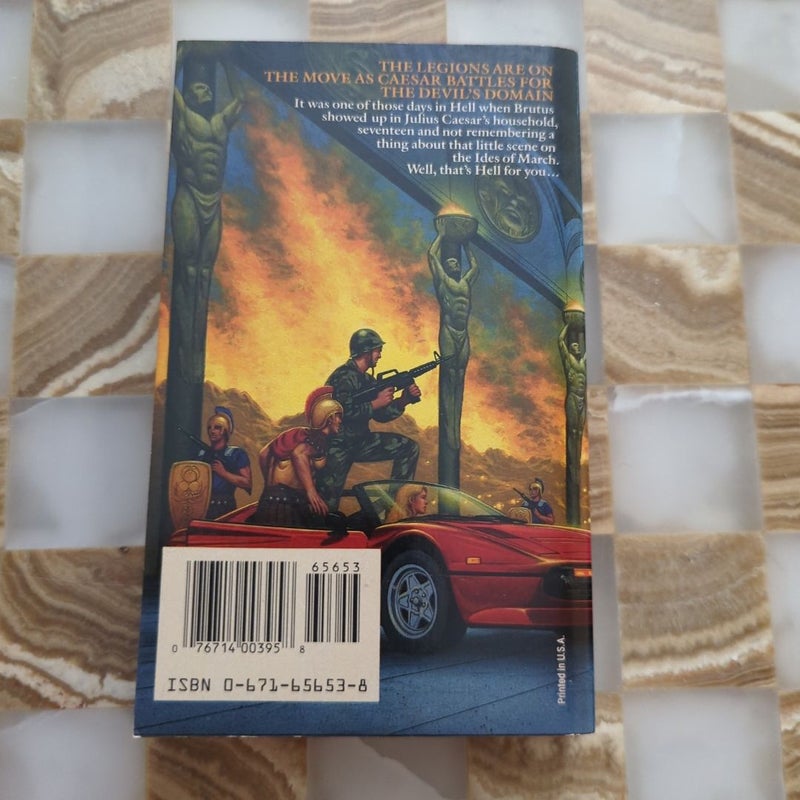 THE LEGIONS ARE ON
THE MOVE AS CAESAR BATTLES FOR
THE DEVIL'S DOMAIN
It was one of those days in Hell when Brutus
showed up in Julius Caesar's household,
seventeen and not remembering a
thing about that little scene on
the Ides of March.
Well, that's Hell for you...
65653
0 76714 00395 8
ISBN 0-671-65653-8
Printed in U.S.A.